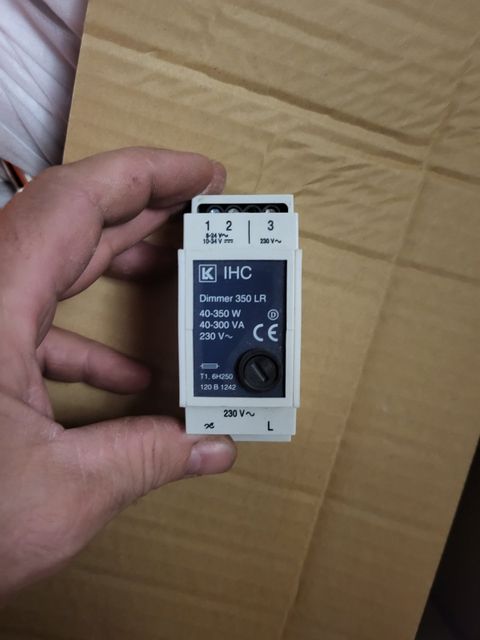 1 2 3
8-24 V~
10-34 V ⎓
230 V~
LK IHC
Dimmer 350 LR
40-350 W
40-300 VA
230 V~
D
CE
T1, 6H250
120 B 1242
230 V~
L